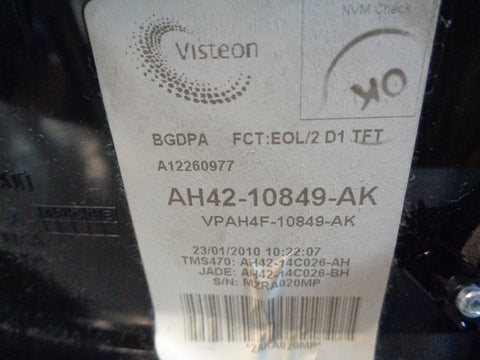 Visteon
NVM Check
OK
BGDPA FCT:EOL/2 D1 TFT
A12260977
AH42-10849-AK
VPAH4F-10849-AK
23/01/2010 10:22:07
TMS470: AH42-14C026-AH
JADE: AH42-14C026-BH
S/N: MZRA020MP